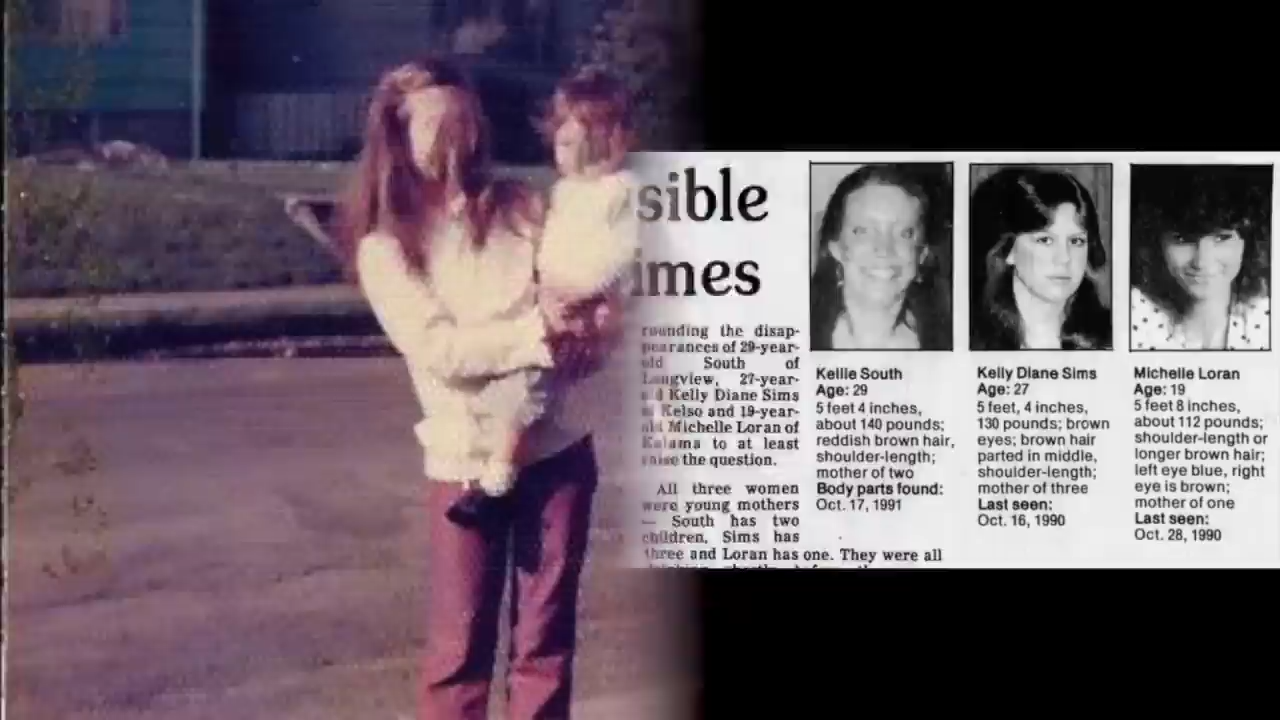 sible
imes
rounding the disap-
pearances of 29-year-
old South of
Longview, 27-year-
old Kelly Diane Sims
of Kelso and 19-year-
old Michelle Loran of
Kalama to at least
raise the question.
All three women
were young mothers
— South has two
children, Sims has
three and Loran has one. They were all
Kellie South
Age: 29
5 feet 4 inches,
about 140 pounds;
reddish brown hair,
shoulder-length;
mother of two
Body parts found:
Oct. 17, 1991
Kelly Diane Sims
Age: 27
5 feet, 4 inches,
130 pounds; brown
eyes; brown hair
parted in middle,
shoulder-length;
mother of three
Last seen:
Oct. 16, 1990
Michelle Loran
Age: 19
5 feet 8 inches,
about 112 pounds;
shoulder-length or
longer brown hair;
left eye blue, right
eye is brown;
mother of one
Last seen:
Oct. 28, 1990